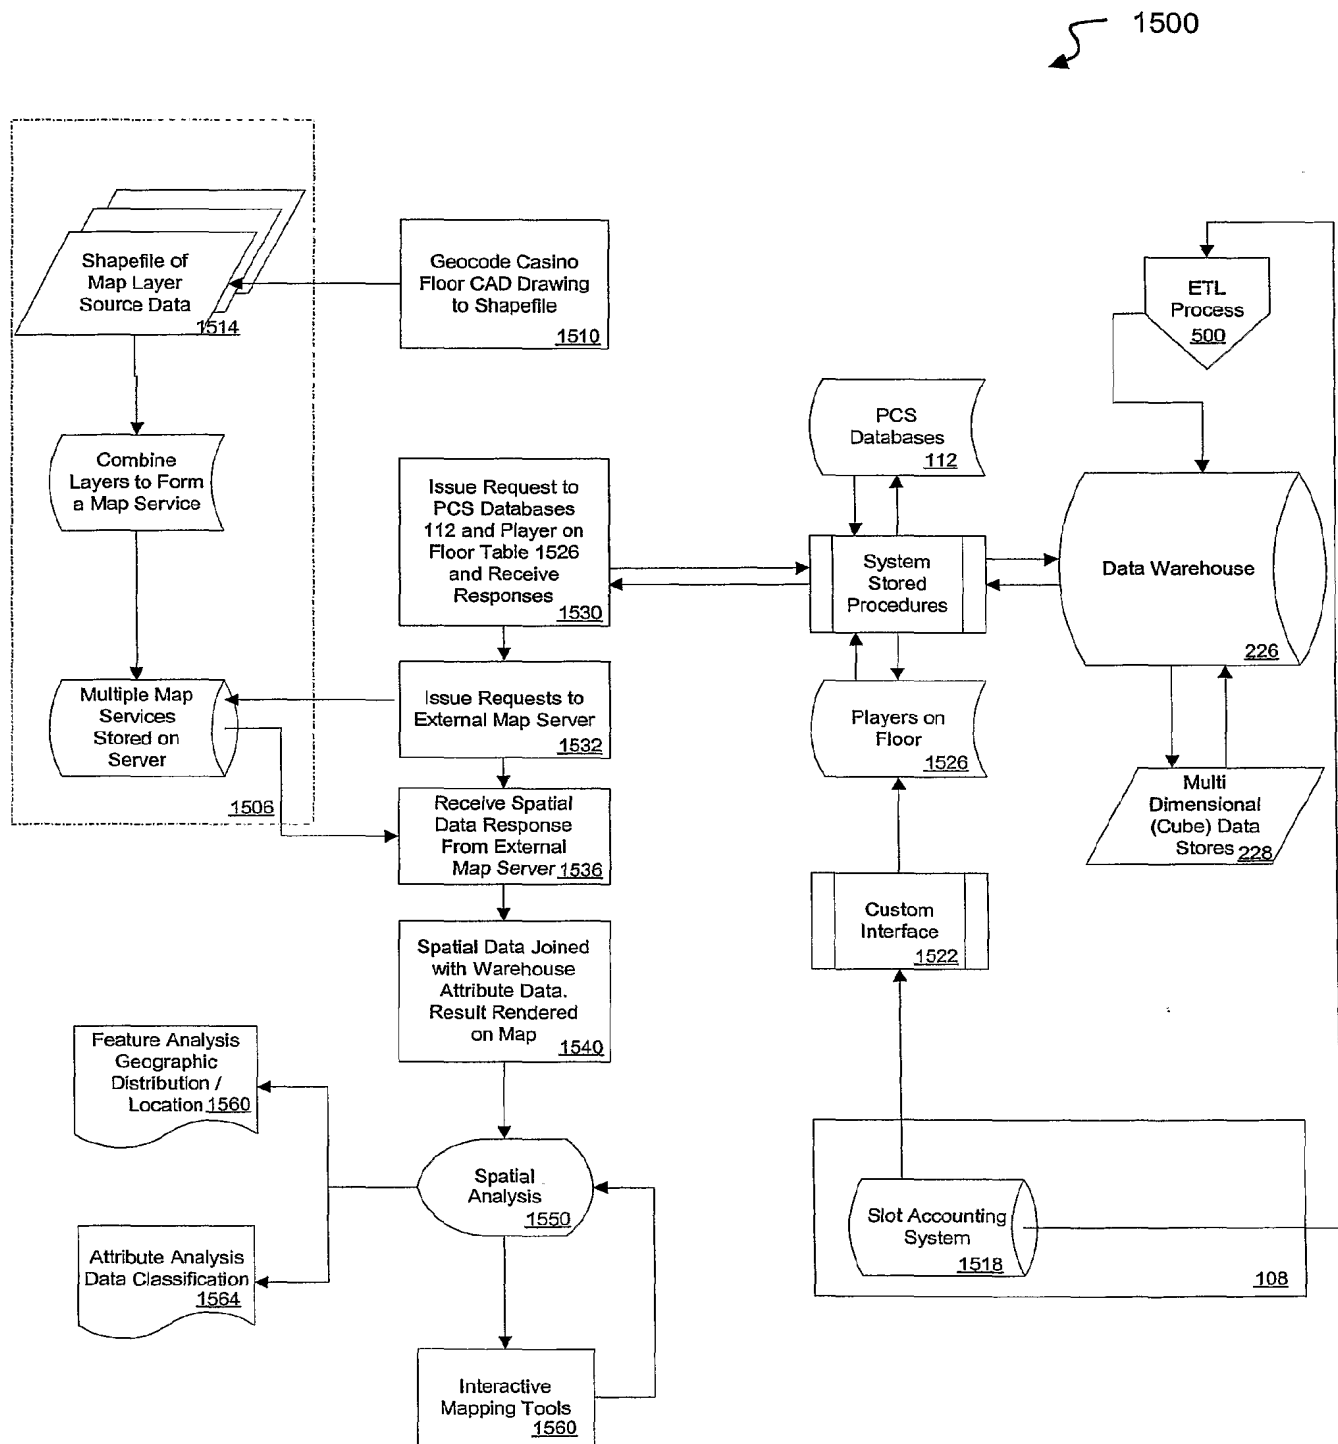 1500
Shapefile of
Map Layer
Source Data
1514
Geocode Casino
Floor CAD Drawing
to Shapefile
1510
ETL
Process
500
PCS
Databases
112
Combine
Layers to Form
a Map Service
Issue Request to
PCS Databases
112 and Player on
Floor Table 1526
and Receive
Responses
1530
System
Stored
Procedures
Data Warehouse
226
Multiple Map
Services
Stored on
Server
1506
Issue Requests to
External Map Server
1532
Players on
Floor
1526
Multi
Dimensional
(Cube) Data
Stores
228
Receive Spatial
Data Response
From External
Map Server
1536
Custom
Interface
1522
Spatial Data Joined
with Warehouse
Attribute Data.
Result Rendered
on Map
1540
Feature Analysis
Geographic
Distribution /
Location 1560
Spatial
Analysis
1550
Slot Accounting
System
1518
108
Attribute Analysis
Data Classification
1564
Interactive
Mapping Tools
1560